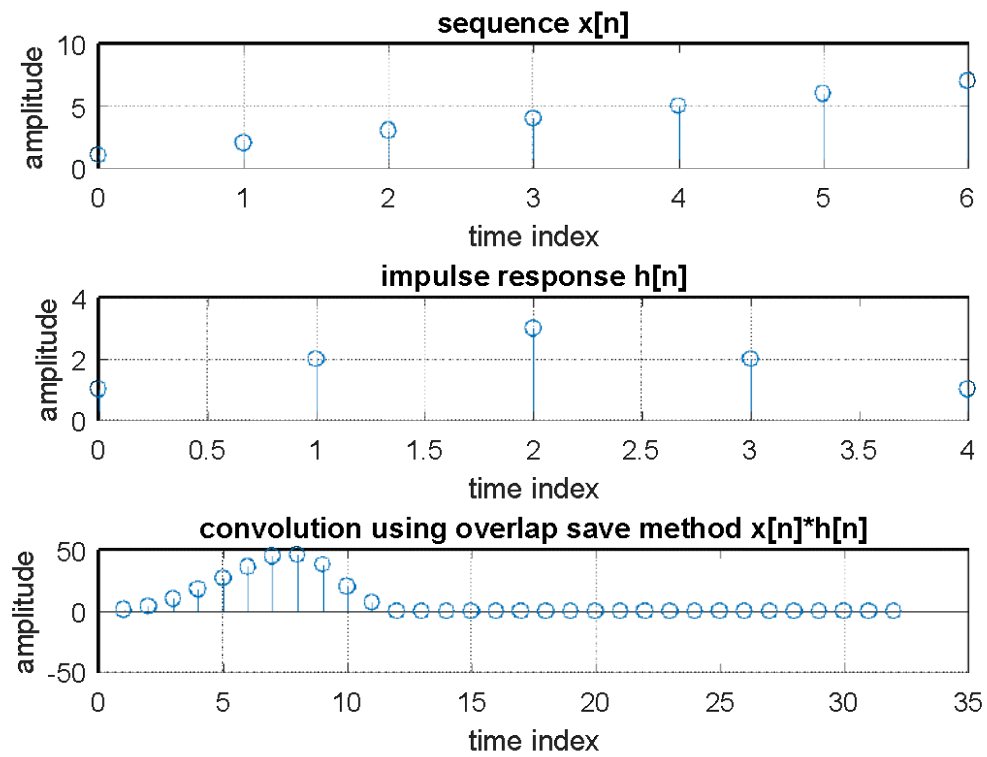 sequence x[n]
10
5
0
amplitude
0 1 2 3 4 5 6
time index
impulse response h[n]
4
2
0
amplitude
0 0.5 1 1.5 2 2.5 3 3.5 4
time index
convolution using overlap save method x[n]*h[n]
50
0
-50
amplitude
0 5 10 15 20 25 30 35
time index